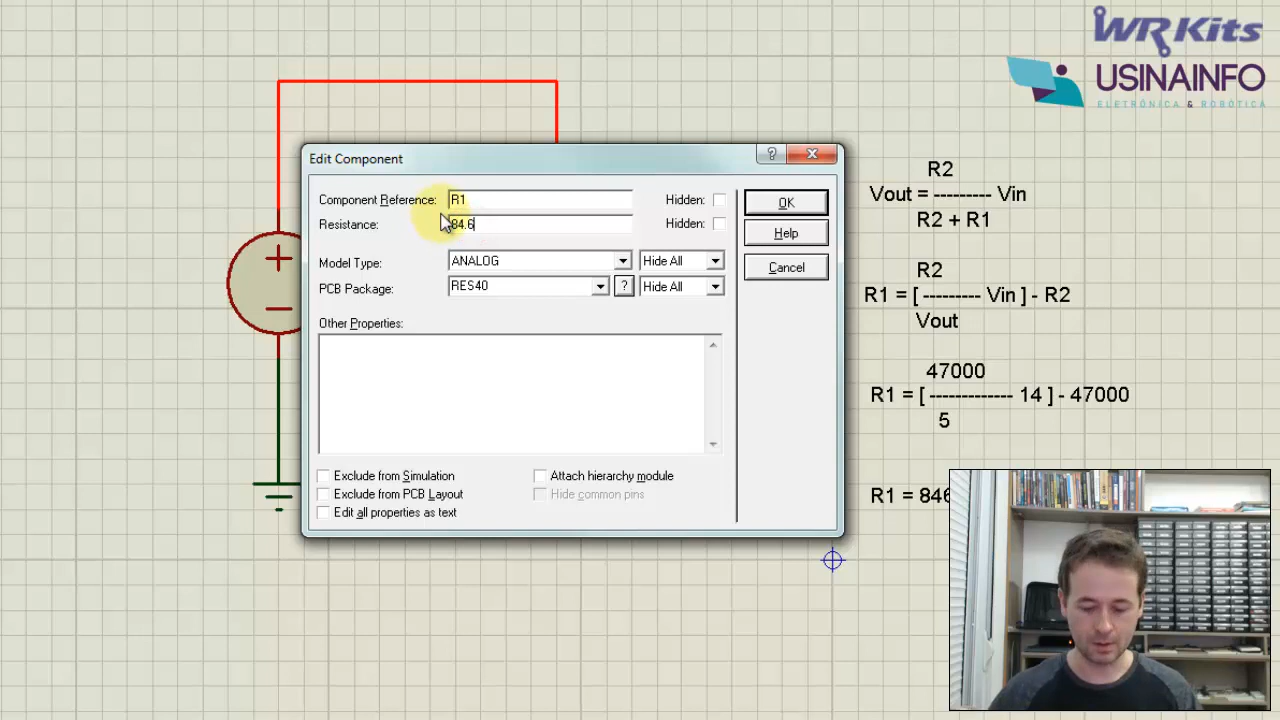 WR Kits
USINAINFO
ELETRÔNICA & ROBÓTICA
Edit Component
?
Component Reference: R1 Hidden: OK
Resistance: 84.6 Hidden: Help
Model Type: ANALOG Hide All Cancel
PCB Package: RES40 ? Hide All
Other Properties:
Exclude from Simulation Attach hierarchy module
Exclude from PCB Layout Hide common pins
Edit all properties as text
R2
Vout = --------- Vin
R2 + R1
R2
R1 = [ --------- Vin ] - R2
Vout
47000
R1 = [ ------------- 14 ] - 47000
5
R1 = 846